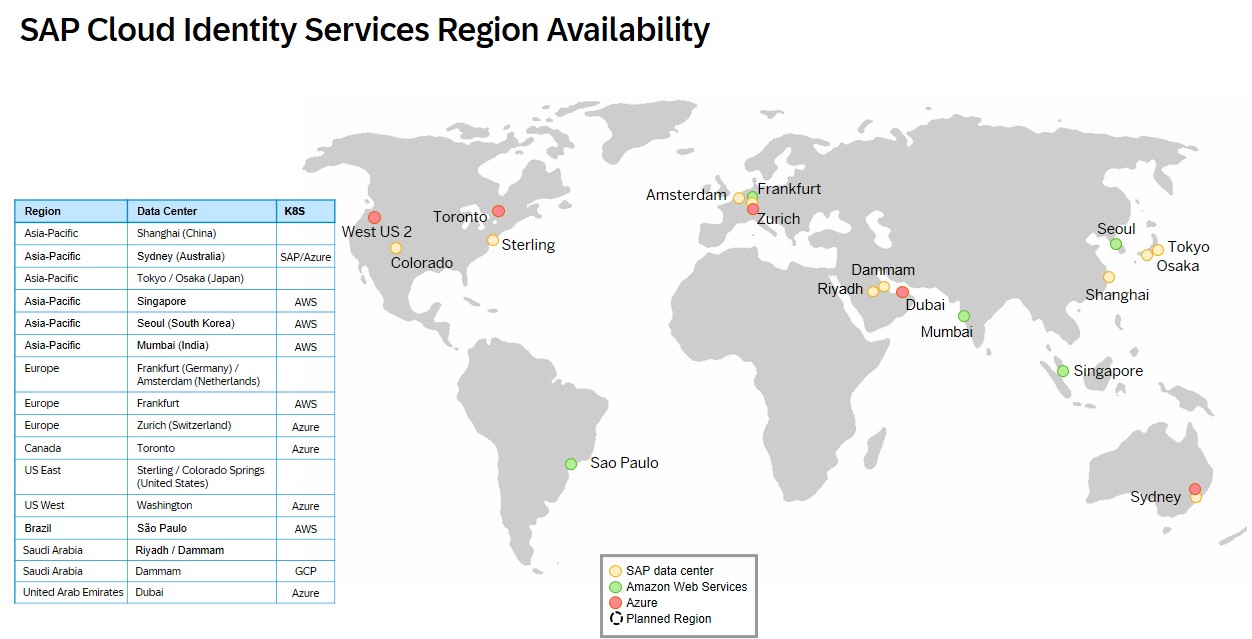 SAP Cloud Identity Services Region Availability
Region Data Center K8S
Asia-Pacific Shanghai (China)
Asia-Pacific Sydney (Australia) SAP/Azure
Asia-Pacific Tokyo / Osaka (Japan)
Asia-Pacific Singapore AWS
Asia-Pacific Seoul (South Korea) AWS
Asia-Pacific Mumbai (India) AWS
Europe Frankfurt (Germany) /
Amsterdam (Netherlands)
Europe Frankfurt AWS
Europe Zurich (Switzerland) Azure
Canada Toronto Azure
US East Sterling / Colorado Springs
(United States)
US West Washington Azure
Brazil São Paulo AWS
Saudi Arabia Riyadh / Dammam
Saudi Arabia Dammam GCP
United Arab Emirates Dubai Azure
West US 2
Toronto
Sterling
Colorado
Sao Paulo
Amsterdam
Frankfurt
Zurich
Dammam
Riyadh
Dubai
Mumbai
Seoul
Tokyo
Osaka
Shanghai
Singapore
Sydney
SAP data center
Amazon Web Services
Azure
Planned Region